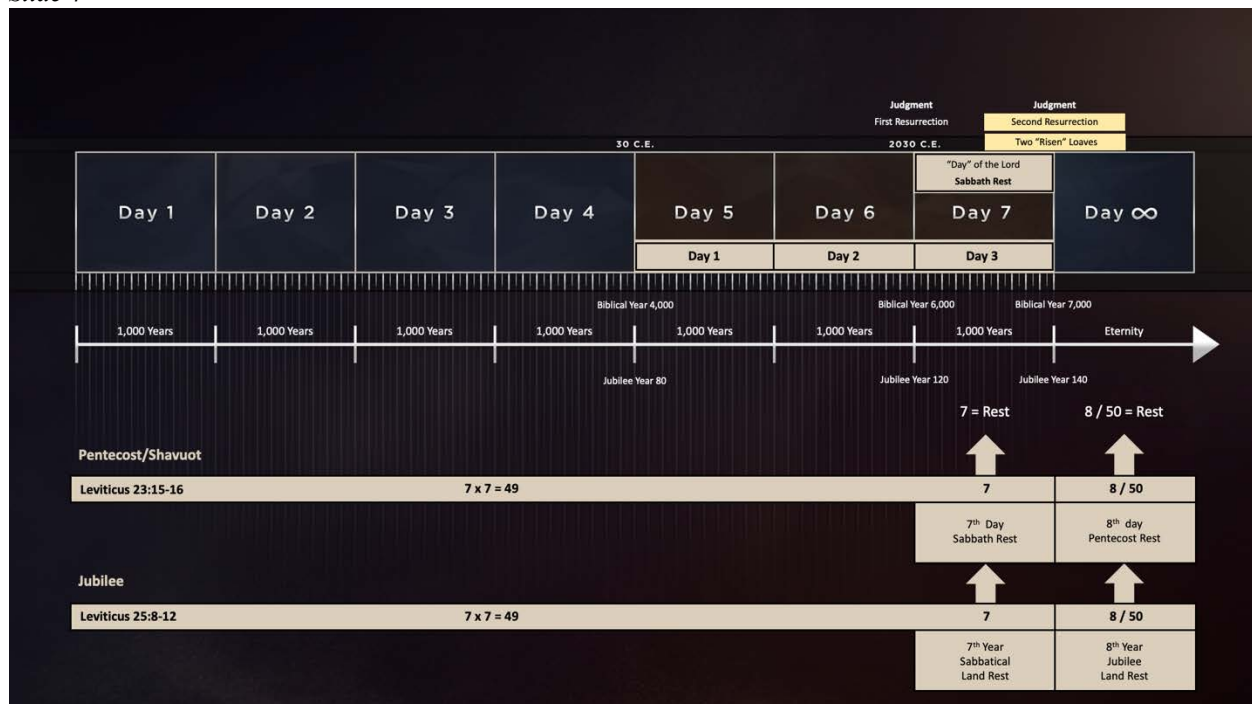 Judgment
Judgment
First Resurrection
Second Resurrection
30 C.E.
2030 C.E.
Two "Risen" Loaves
"Day" of the Lord
Sabbath Rest
Day 1
Day 2
Day 3
Day 4
Day 5
Day 6
Day 7
Day ∞
Day 1
Day 2
Day 3
Biblical Year 4,000
Biblical Year 6,000
Biblical Year 7,000
1,000 Years
1,000 Years
1,000 Years
1,000 Years
1,000 Years
1,000 Years
1,000 Years
Eternity
Jubilee Year 80
Jubilee Year 120
Jubilee Year 140
7 = Rest
8 / 50 = Rest
Pentecost/Shavuot
Leviticus 23:15-16
7 x 7 = 49
7
8 / 50
7th Day
Sabbath Rest
8th day
Pentecost Rest
Jubilee
Leviticus 25:8-12
7 x 7 = 49
7
8 / 50
7th Year
Sabbatical
Land Rest
8th Year
Jubilee
Land Rest